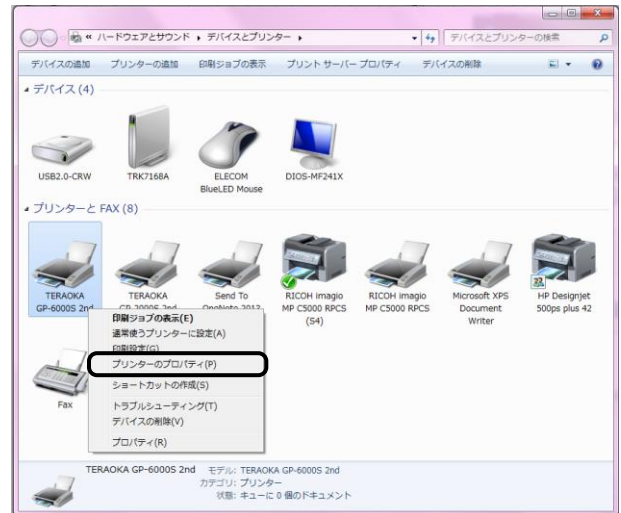 « ハードウェアとサウンド ▸ デバイスとプリンター ▸
デバイスとプリンターの検索
デバイスの追加 プリンターの追加 印刷ジョブの表示 プリント サーバー プロパティ デバイスの削除
デバイス (4)
USB2.0-CRW
TRK7168A
ELECOM
BlueLED Mouse
DIOS-MF241X
プリンターと FAX (8)
TERAOKA
GP-6000S 2nd
TERAOKA
Send To
RICOH imagio
MP C5000 RPCS
(S4)
RICOH imagio
MP C5000 RPCS
Microsoft XPS
Document
Writer
HP Designjet
500ps plus 42
Fax
印刷ジョブの表示(E)
通常使うプリンターに設定(A)
印刷設定(G)
プリンターのプロパティ(P)
ショートカットの作成(S)
トラブルシューティング(T)
デバイスの削除(V)
プロパティ(R)
TERAOKA GP-6000S 2nd モデル: TERAOKA GP-6000S 2nd
カテゴリ: プリンター
状態: キューに 0 個のドキュメント